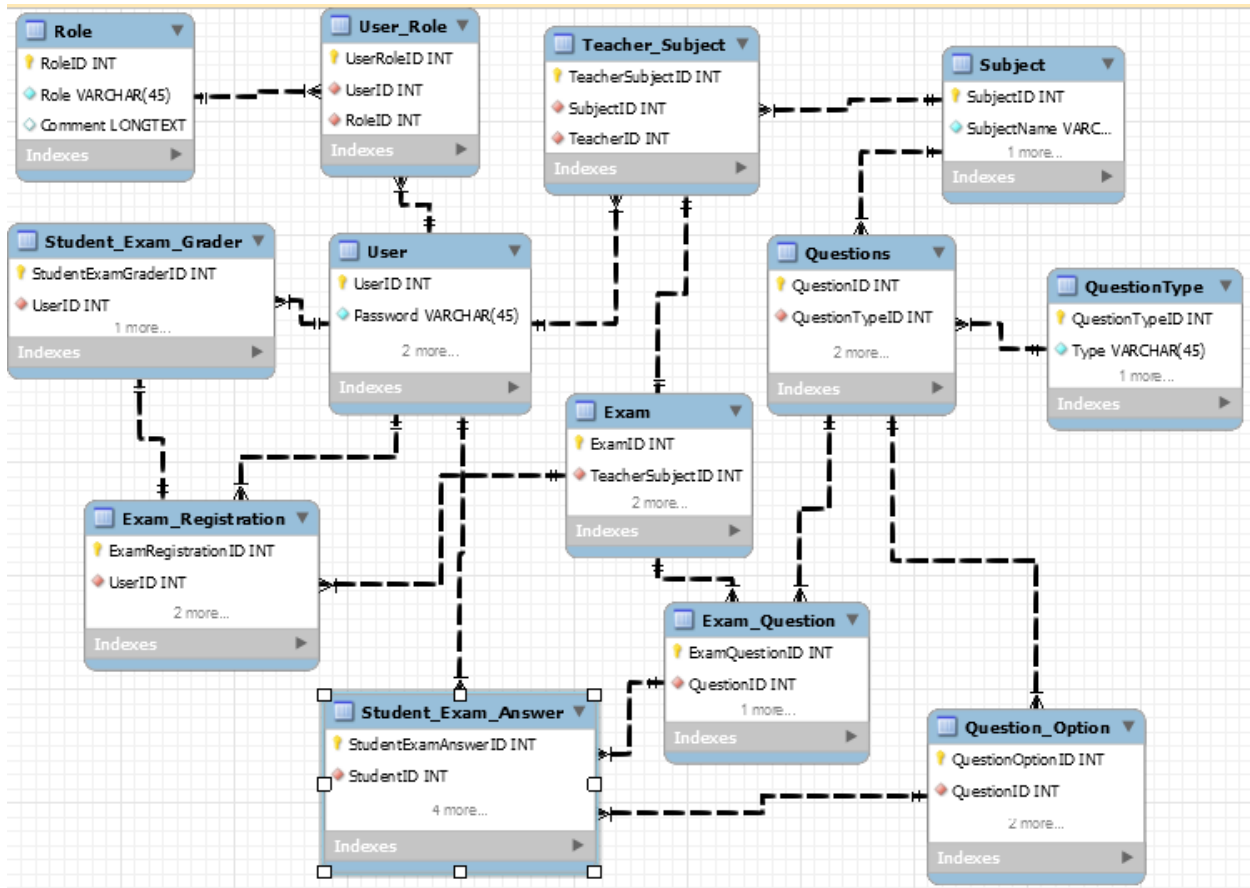 Role
RoleID INT
Role VARCHAR(45)
Comment LONGTEXT
Indexes
User_Role
UserRoleID INT
UserID INT
RoleID INT
Indexes
Teacher_Subject
TeacherSubjectID INT
SubjectID INT
TeacherID INT
Indexes
Subject
SubjectID INT
SubjectName VARC...
1 more...
Indexes
Student_Exam_Grader
StudentExamGraderID INT
UserID INT
1 more...
Indexes
User
UserID INT
Password VARCHAR(45)
2 more...
Indexes
Questions
QuestionID INT
QuestionTypeID INT
2 more...
Indexes
QuestionType
QuestionTypeID INT
Type VARCHAR(45)
1 more...
Indexes
Exam
ExamID INT
TeacherSubjectID INT
2 more...
Indexes
Exam_Registration
ExamRegistrationID INT
UserID INT
2 more...
Indexes
Exam_Question
ExamQuestionID INT
QuestionID INT
1 more...
Indexes
Student_Exam_Answer
StudentExamAnswerID INT
StudentID INT
4 more...
Indexes
Question_Option
QuestionOptionID INT
QuestionID INT
2 more...
Indexes